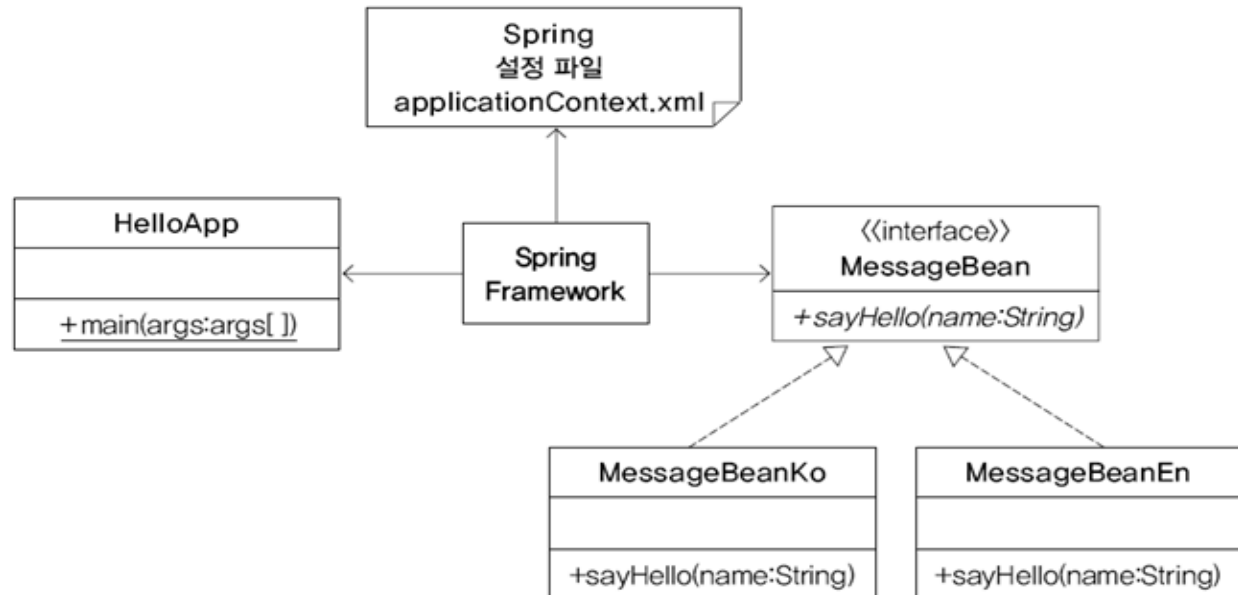 Spring
설정 파일
applicationContext.xml
HelloApp
+main(args:args[ ])
Spring
Framework
《interface》
MessageBean
+sayHello(name:String)
MessageBeanKo
+sayHello(name:String)
MessageBeanEn
+sayHello(name:String)